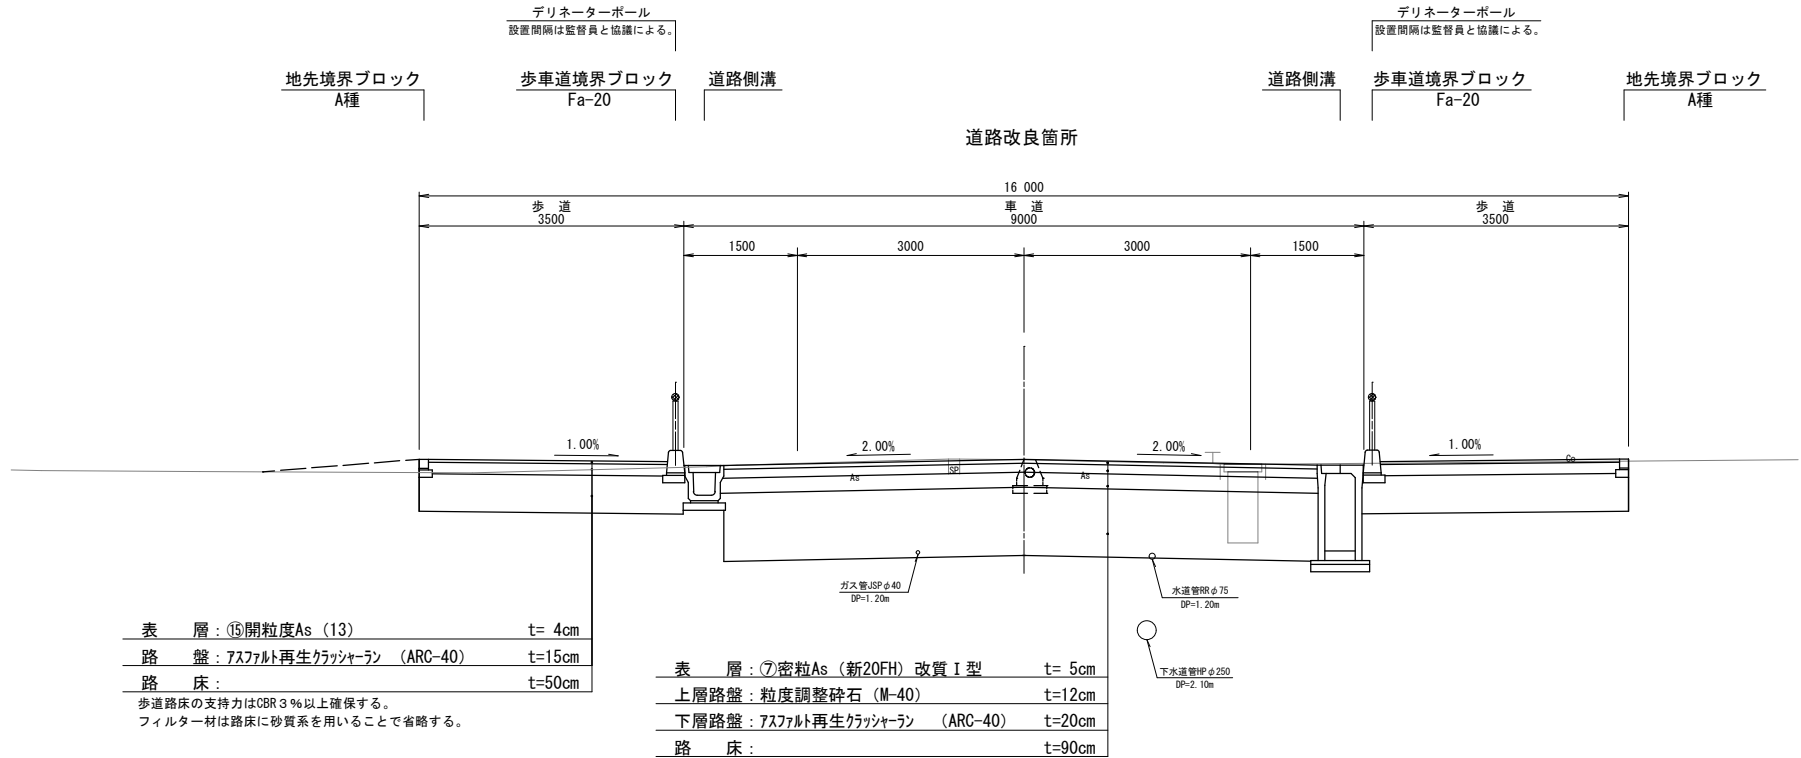 デリネーターポール
設置間隔は監督員と協議による。
デリネーターポール
設置間隔は監督員と協議による。
地先境界ブロック
A種
歩車道境界ブロック
Fa-20
道路側溝
道路側溝
歩車道境界ブロック
Fa-20
地先境界ブロック
A種
道路改良箇所
16 000
歩 道
3500
車 道
9000
歩 道
3500
1500
3000
3000
1500
1.00%
2.00%
2.00%
1.00%
Co
SP
As
As
ガス管JSPφ40
DP=1.20m
水道管RRφ75
DP=1.20m
下水道管HPφ250
DP=2.10m
表 層：⑮開粒度As（13） t= 4cm
路 盤：アスファルト再生クラッシャーラン （ARC-40） t=15cm
路 床： t=50cm
歩道路床の支持力はCBR３％以上確保する。
フィルター材は路床に砂質系を用いることで省略する。
表 層：⑦密粒As（新20FH）改質Ⅰ型 t= 5cm
上層路盤：粒度調整砕石（M-40） t=12cm
下層路盤：アスファルト再生クラッシャーラン （ARC-40） t=20cm
路 床： t=90cm